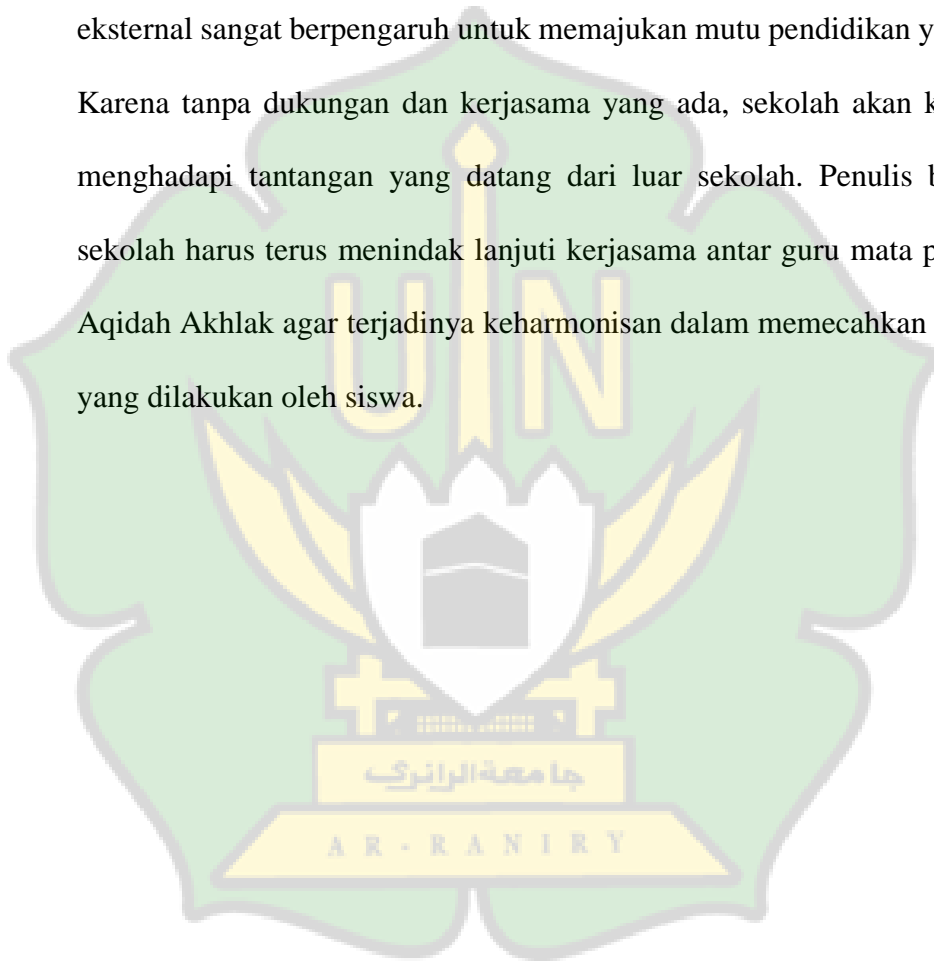 eksternal sangat berpengaruh untuk memajukan mutu pendidikan y
Karena tanpa dukungan dan kerjasama yang ada, sekolah akan k
menghadapi tantangan yang datang dari luar sekolah. Penulis b
sekolah harus terus menindak lanjuti kerjasama antar guru mata p
Aqidah Akhlak agar terjadinya keharmonisan dalam memecahkan
yang dilakukan oleh siswa.
UIN
جامعة الرانري
AR-RANIRY